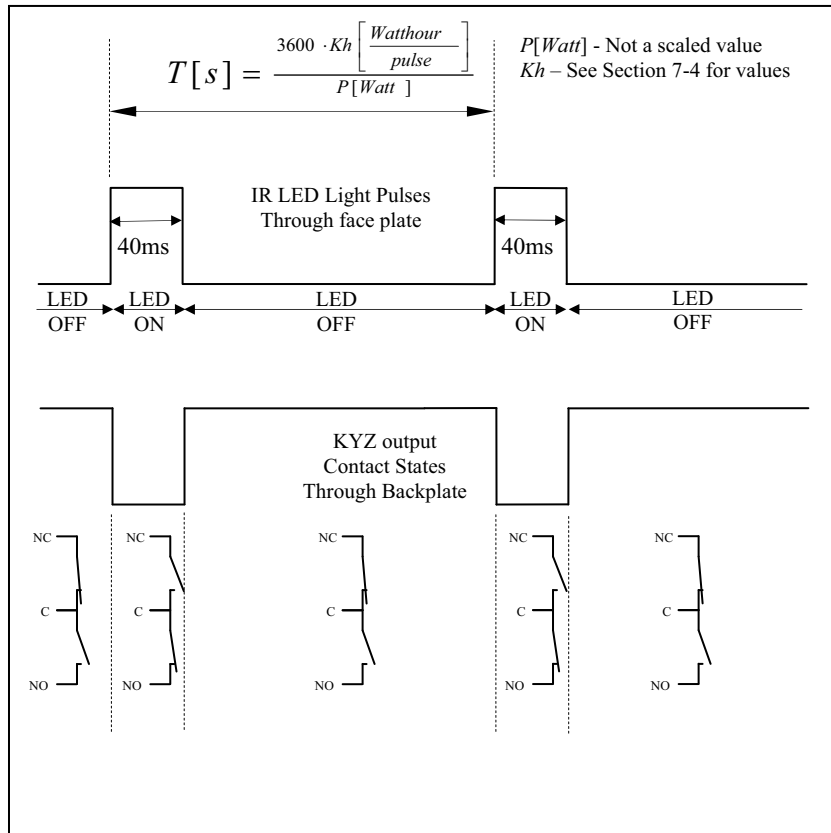 T[s] = 3600 · Kh [ Watthour / pulse ] / P[Watt ]
P[Watt] - Not a scaled value
Kh – See Section 7-4 for values
IR LED Light Pulses
Through face plate
40ms
40ms
LED LED LED LED LED
OFF ON OFF ON OFF
KYZ output
Contact States
Through Backplate
NC NC NC NC NC
C C C C C
NO NO NO NO NO